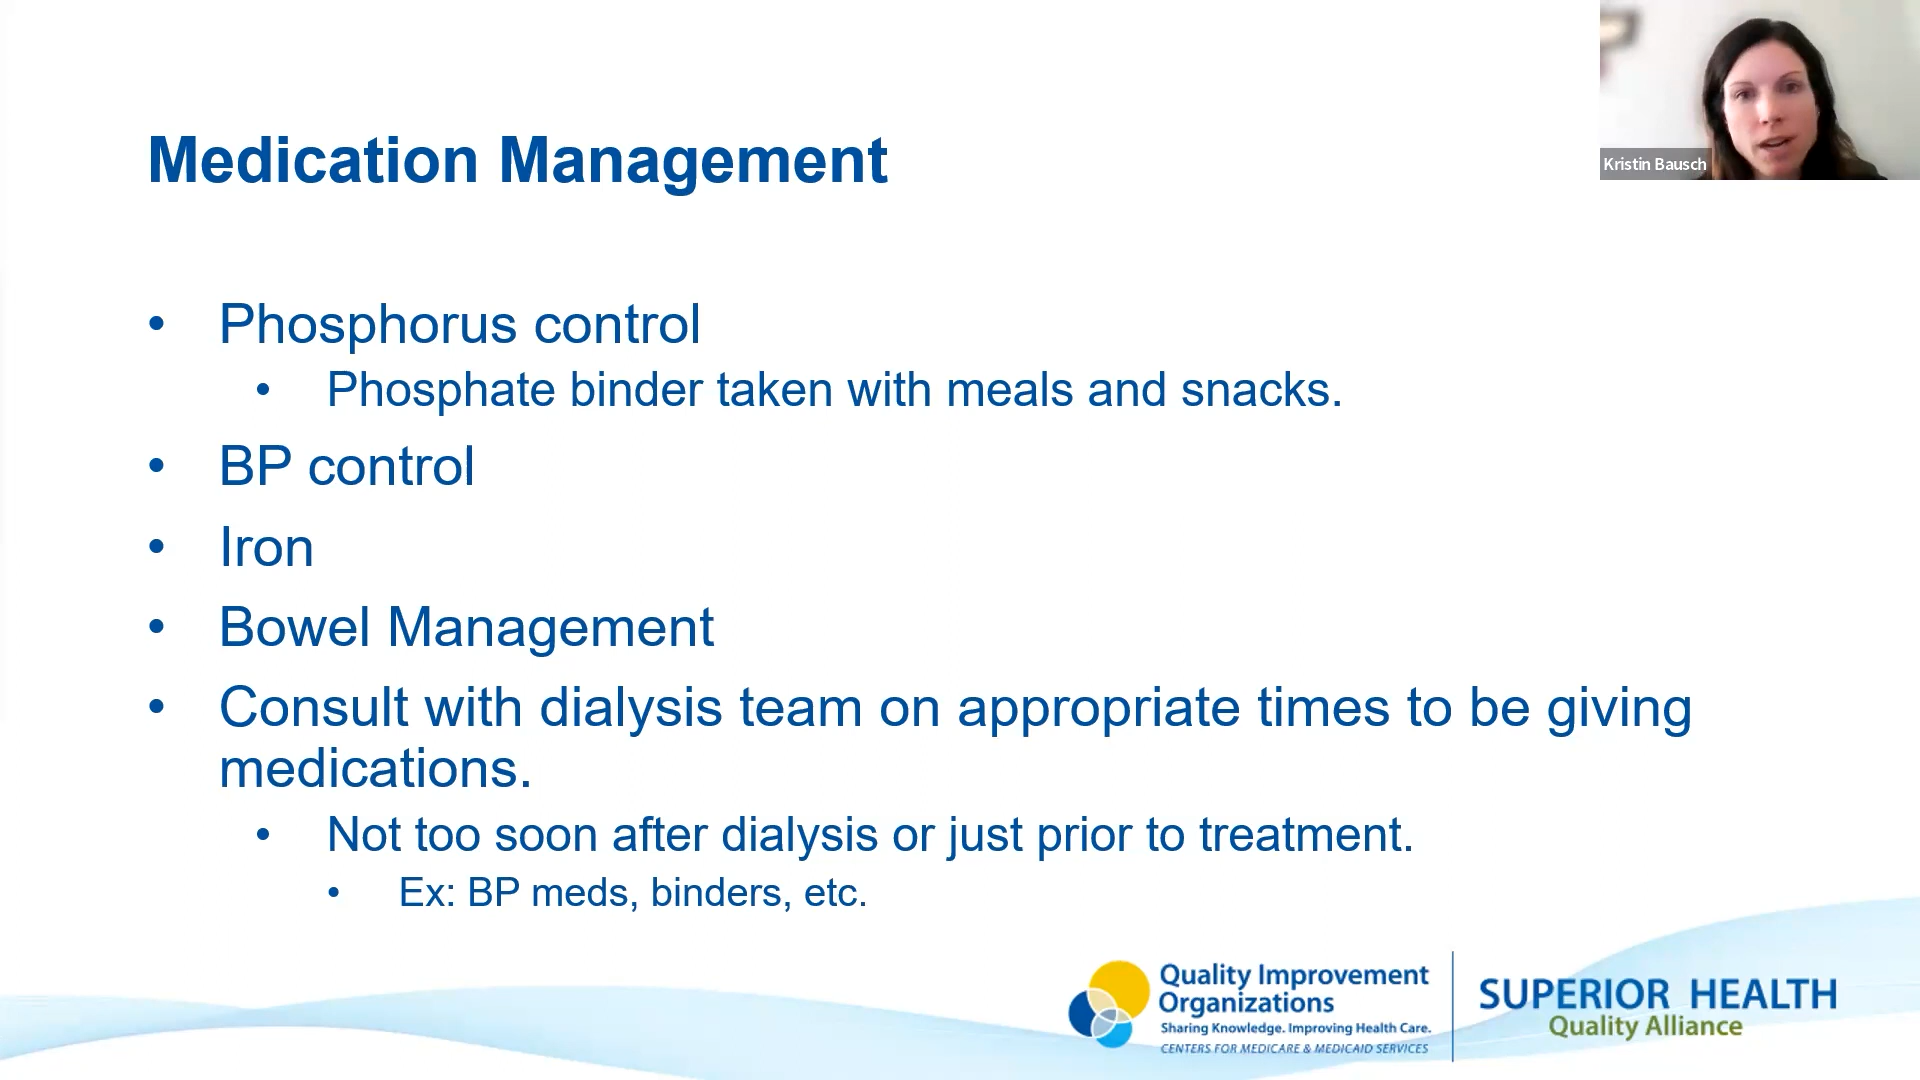 Medication Management
Kristin Bausch
• Phosphorus control
• Phosphate binder taken with meals and snacks.
• BP control
• Iron
• Bowel Management
• Consult with dialysis team on appropriate times to be giving
medications.
• Not too soon after dialysis or just prior to treatment.
• Ex: BP meds, binders, etc.
Quality Improvement
Organizations
Sharing Knowledge. Improving Health Care.
CENTERS FOR MEDICARE & MEDICAID SERVICES
SUPERIOR HEALTH
Quality Alliance